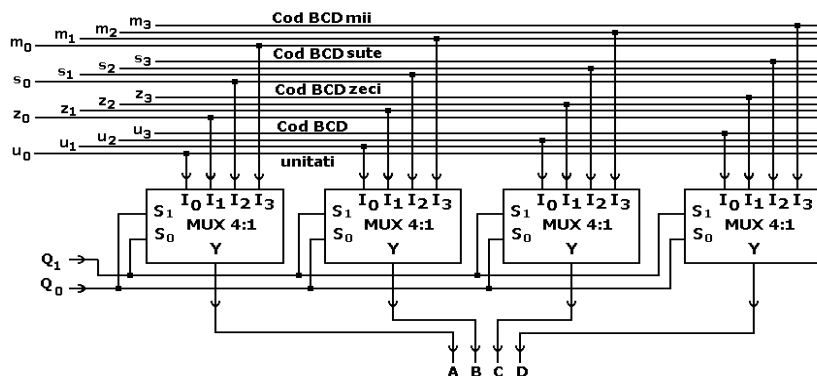 m3 Cod BCD mii
m2
m1
m0
s3 Cod BCD sute
s2
s1
s0
z3 Cod BCD zeci
z2
z1
z0
u3 Cod BCD
u2
u1
u0 unitati
I0 I1 I2 I3 I0 I1 I2 I3 I0 I1 I2 I3 I0 I1 I2 I3
S1 MUX 4:1 S1 MUX 4:1 S1 MUX 4:1 S1 MUX 4:1
S0 Y S0 Y S0 Y S0 Y
Q1
Q0
A B C D